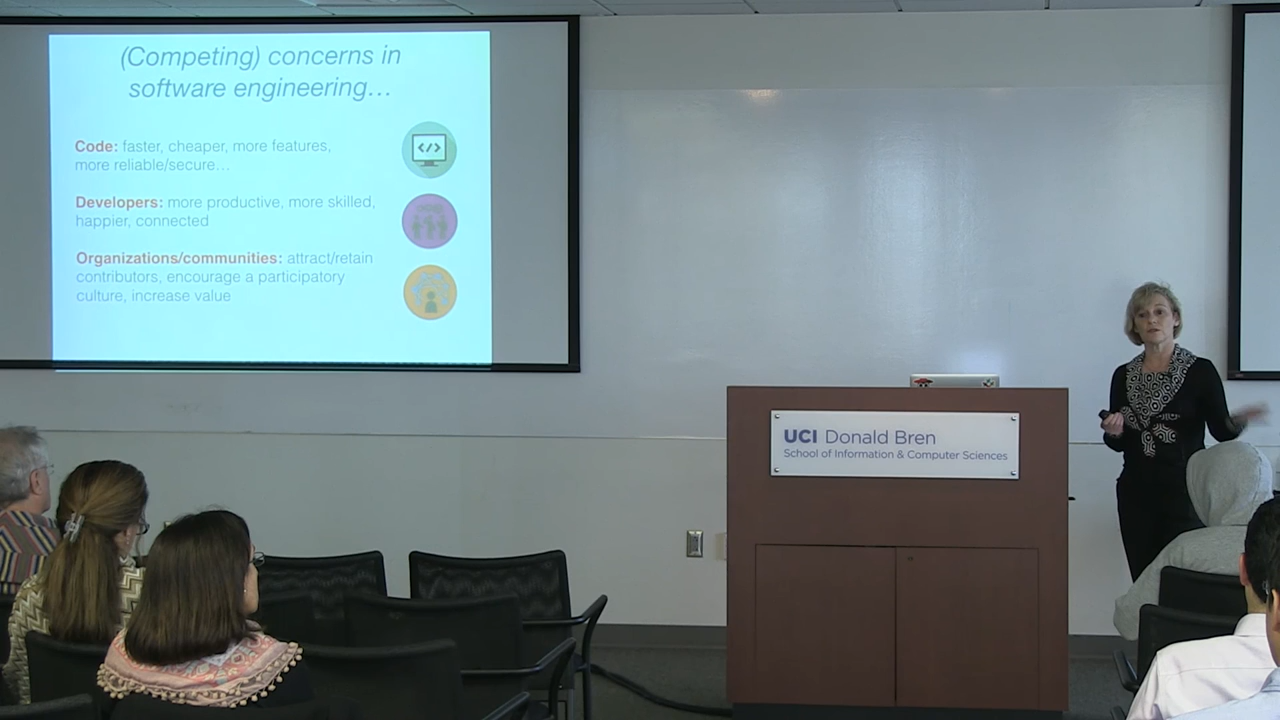 (Competing) concerns in
software engineering…
Code: faster, cheaper, more features,
more reliable/secure…
</>
Developers: more productive, more skilled,
happier, connected
Organizations/communities: attract/retain
contributors, encourage a participatory
culture, increase value
UCI Donald Bren
School of Information & Computer Sciences